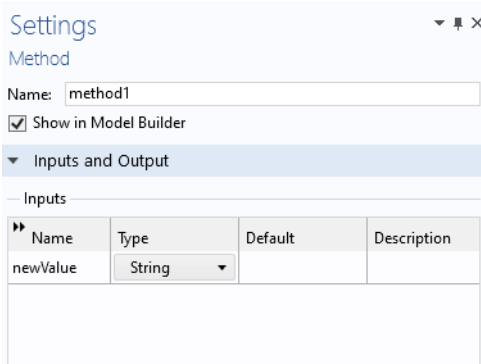 Settings
Method
Name: method1
Show in Model Builder
Inputs and Output
Inputs
Name Type Default Description
newValue String